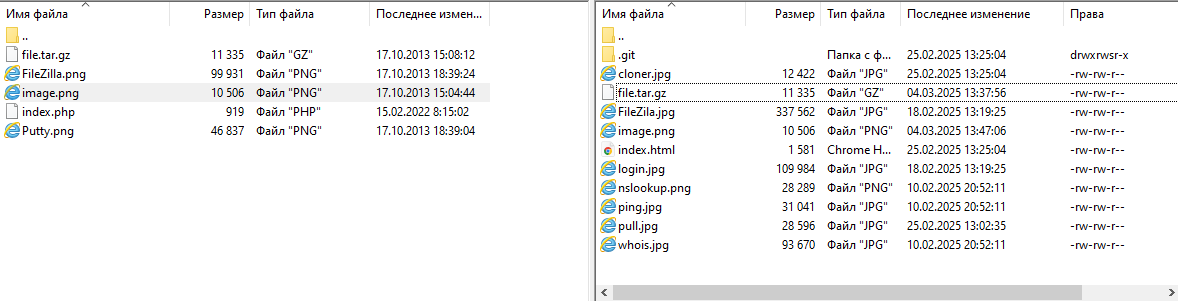 Имя файла Размер Тип файла Последнее измен...
..
file.tar.gz 11 335 Файл "GZ" 17.10.2013 15:08:12
FileZilla.png 99 931 Файл "PNG" 17.10.2013 18:39:24
image.png 10 506 Файл "PNG" 17.10.2013 15:04:44
index.php 919 Файл "PHP" 15.02.2022 8:15:02
Putty.png 46 837 Файл "PNG" 17.10.2013 18:39:04
Имя файла Размер Тип файла Последнее изменение Права
..
.git Папка с ф... 25.02.2025 13:25:04 drwxrwsr-x
cloner.jpg 12 422 Файл "JPG" 25.02.2025 13:25:04 -rw-rw-r--
file.tar.gz 11 335 Файл "GZ" 04.03.2025 13:37:56 -rw-rw-r--
FileZila.jpg 337 562 Файл "JPG" 18.02.2025 13:19:25 -rw-rw-r--
image.png 10 506 Файл "PNG" 04.03.2025 13:47:06 -rw-rw-r--
index.html 1 581 Chrome H... 25.02.2025 13:25:04 -rw-rw-r--
login.jpg 109 984 Файл "JPG" 18.02.2025 13:19:25 -rw-rw-r--
nslookup.png 28 289 Файл "PNG" 10.02.2025 20:52:11 -rw-rw-r--
ping.jpg 31 041 Файл "JPG" 10.02.2025 20:52:11 -rw-rw-r--
pull.jpg 28 596 Файл "JPG" 25.02.2025 13:02:35 -rw-rw-r--
whois.jpg 93 670 Файл "JPG" 10.02.2025 20:52:11 -rw-rw-r--